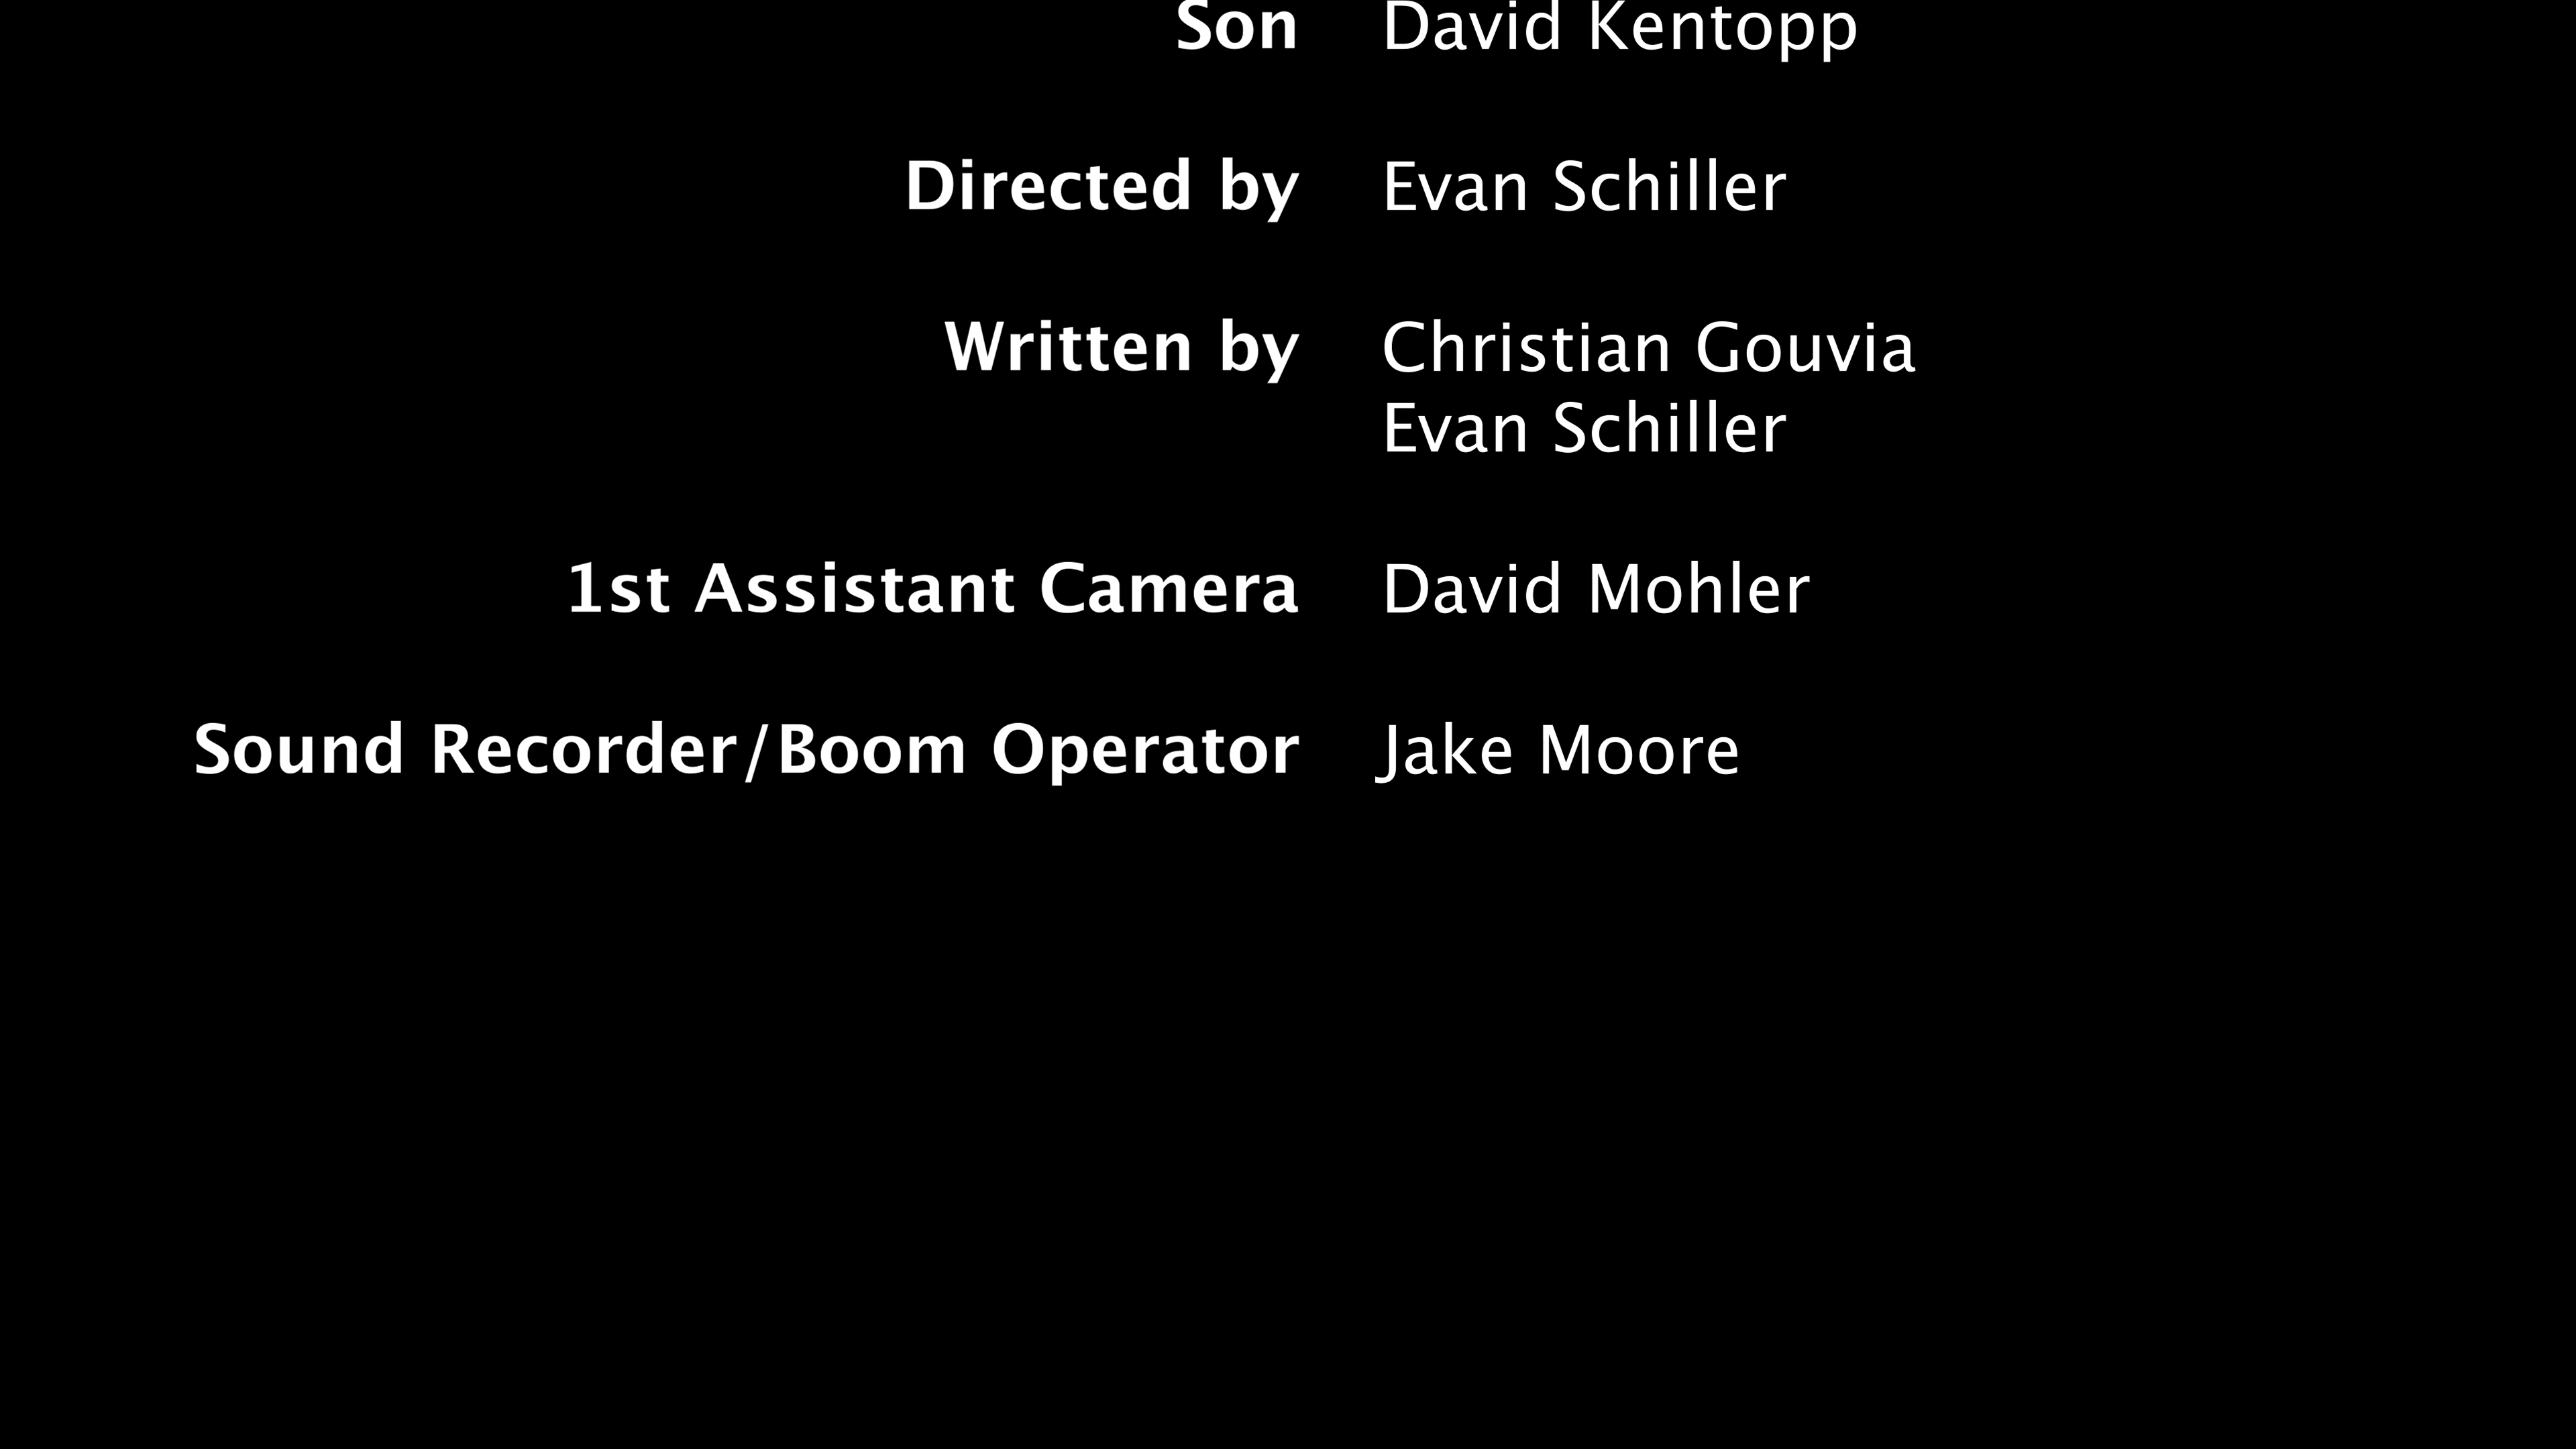 Son David Kentopp
Directed by Evan Schiller
Written by Christian Gouvia
Evan Schiller
1st Assistant Camera David Mohler
Sound Recorder/Boom Operator Jake Moore